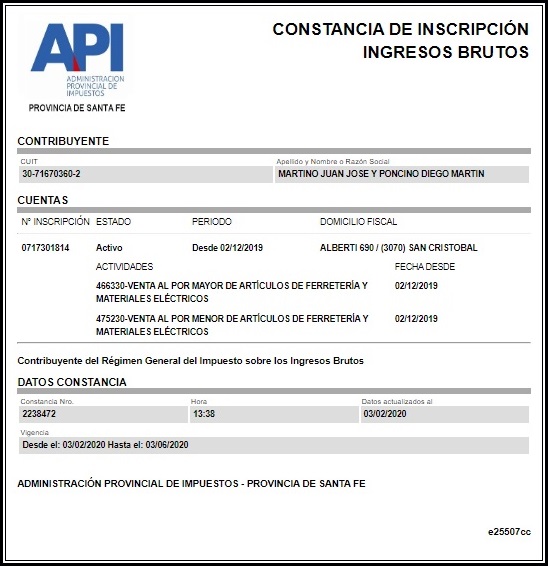 API
ADMINISTRACION
PROVINCIAL DE
IMPUESTOS
PROVINCIA DE SANTA FE
CONSTANCIA DE INSCRIPCIÓN
INGRESOS BRUTOS
CONTRIBUYENTE
CUIT Apellido y Nombre o Razón Social
30-71670360-2 MARTINO JUAN JOSE Y PONCINO DIEGO MARTIN
CUENTAS
N° INSCRIPCIÓN ESTADO PERIODO DOMICILIO FISCAL
0717301814 Activo Desde 02/12/2019 ALBERTI 690 / (3070) SAN CRISTOBAL
ACTIVIDADES FECHA DESDE
466330-VENTA AL POR MAYOR DE ARTÍCULOS DE FERRETERÍA Y 02/12/2019
MATERIALES ELÉCTRICOS
475230-VENTA AL POR MENOR DE ARTÍCULOS DE FERRETERÍA Y 02/12/2019
MATERIALES ELÉCTRICOS
Contribuyente del Régimen General del Impuesto sobre los Ingresos Brutos
DATOS CONSTANCIA
Constancia Nro. Hora Datos actualizados al
2238472 13:38 03/02/2020
Vigencia
Desde el: 03/02/2020 Hasta el: 03/06/2020
ADMINISTRACIÓN PROVINCIAL DE IMPUESTOS - PROVINCIA DE SANTA FE
e25507cc